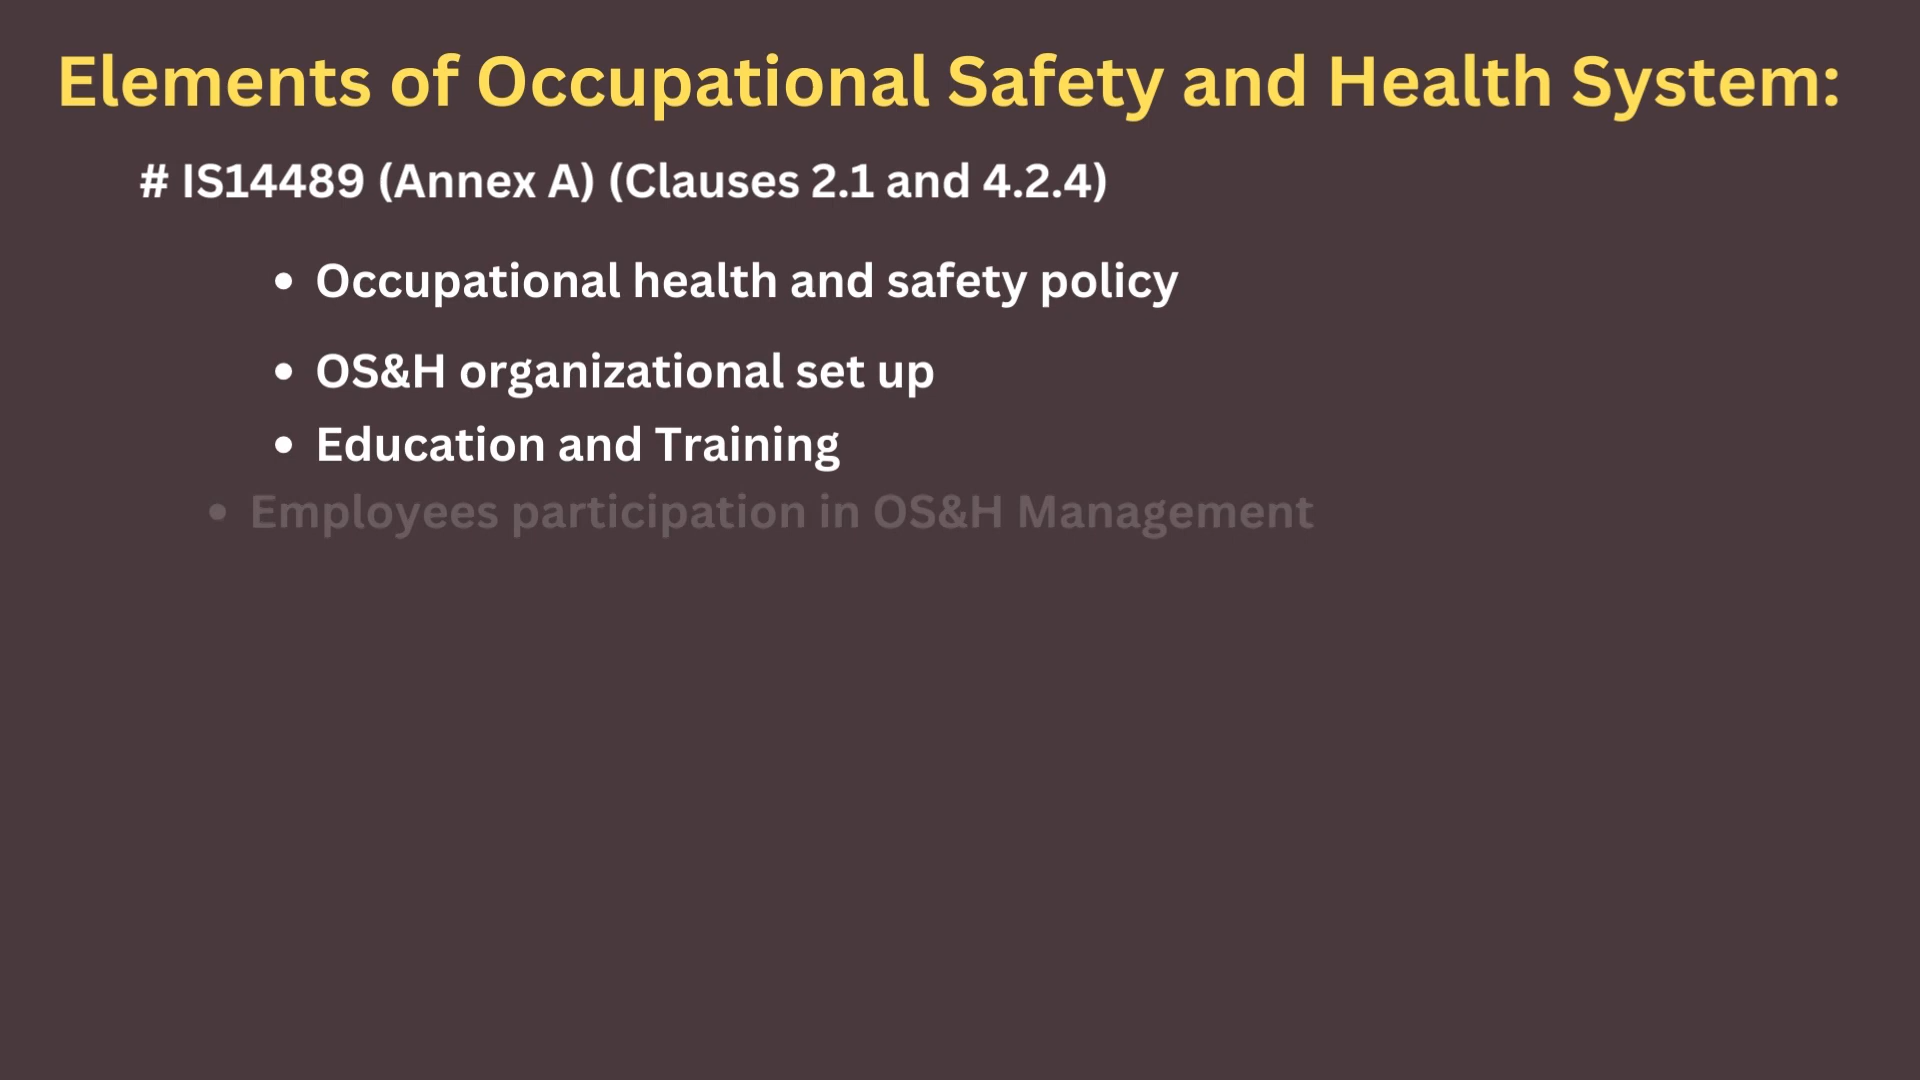 Elements of Occupational Safety and Health System:
# IS14489 (Annex A) (Clauses 2.1 and 4.2.4)
• Occupational health and safety policy
• OS&H organizational set up
• Education and Training
• Employees participation in OS&H Management